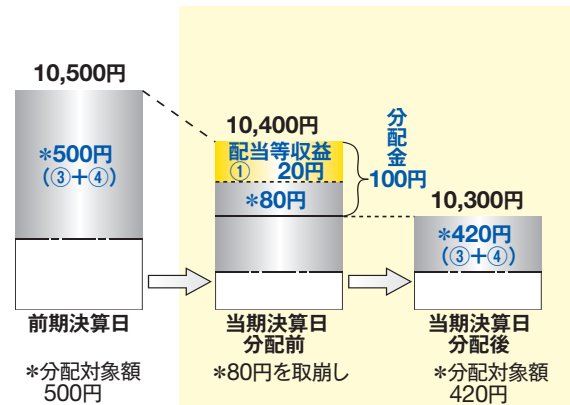 10,500円
*500円
(③+④)
前期決算日
*分配対象額
500円
10,400円
配当等収益
① 20円
*80円
分配金
100円
当期決算日
分配前
*80円を取崩し
10,300円
*420円
(③+④)
当期決算日
分配後
*分配対象額
420円